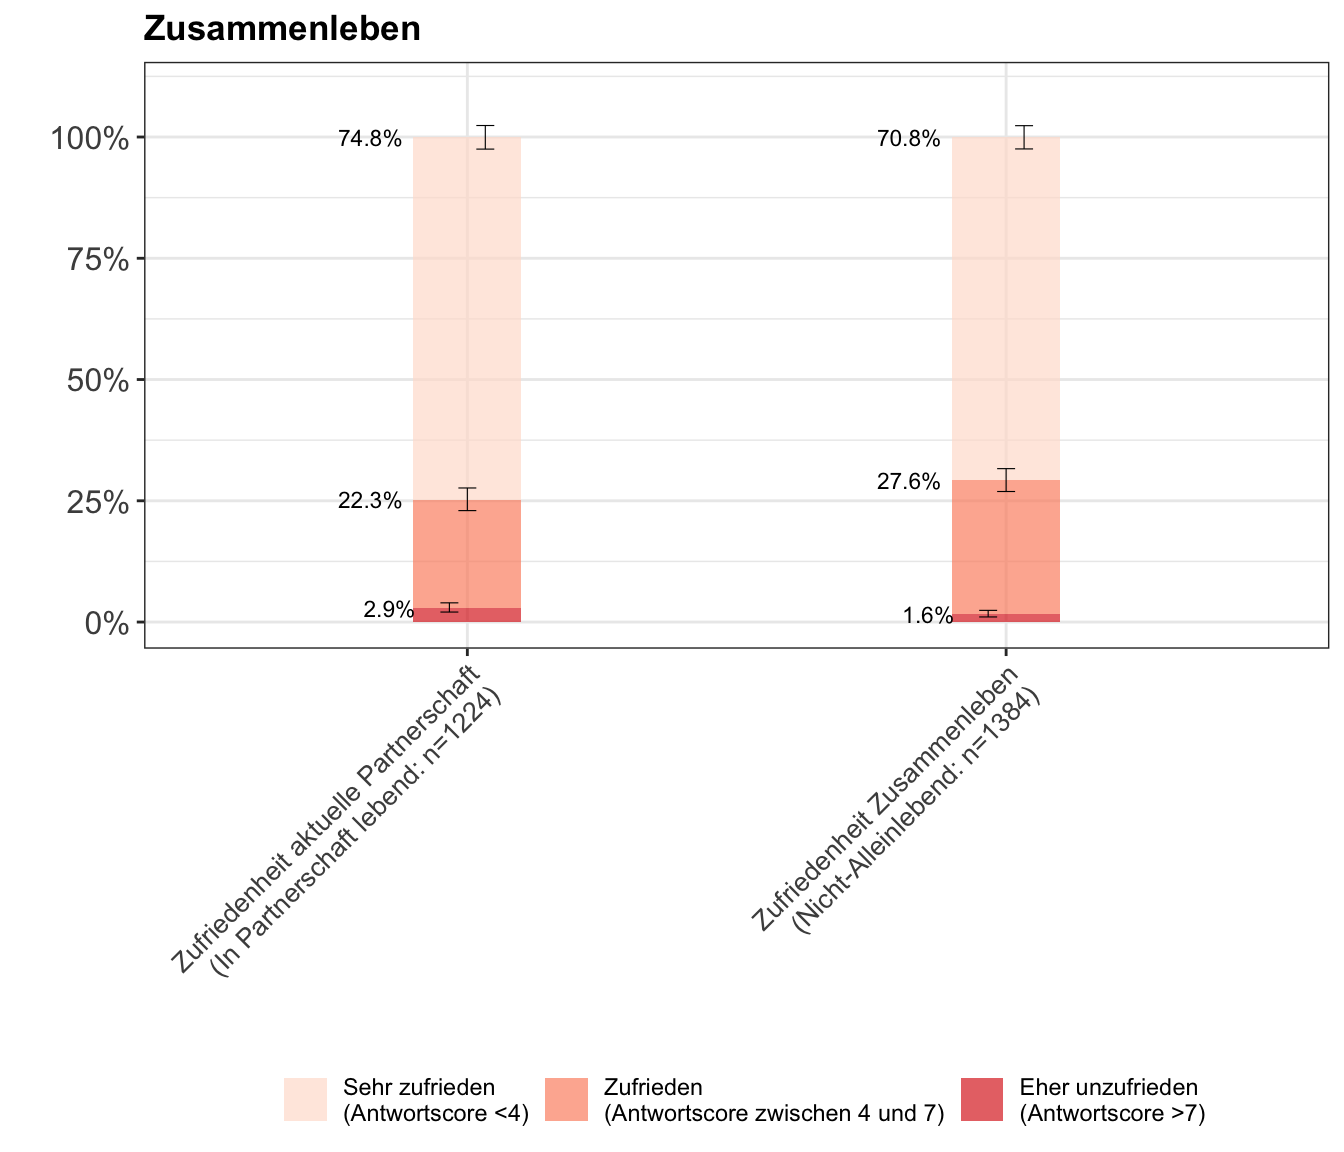 Zusammenleben
100%
75%
50%
25%
0%
74.8%
22.3%
2.9%
70.8%
27.6%
1.6%
Zufriedenheit aktuelle Partnerschaft
(In Partnerschaft lebend: n=1224)
Zufriedenheit Zusammenleben
(Nicht-Alleinlebend: n=1384)
Sehr zufrieden
(Antwortscore <4)
Zufrieden
(Antwortscore zwischen 4 und 7)
Eher unzufrieden
(Antwortscore >7)